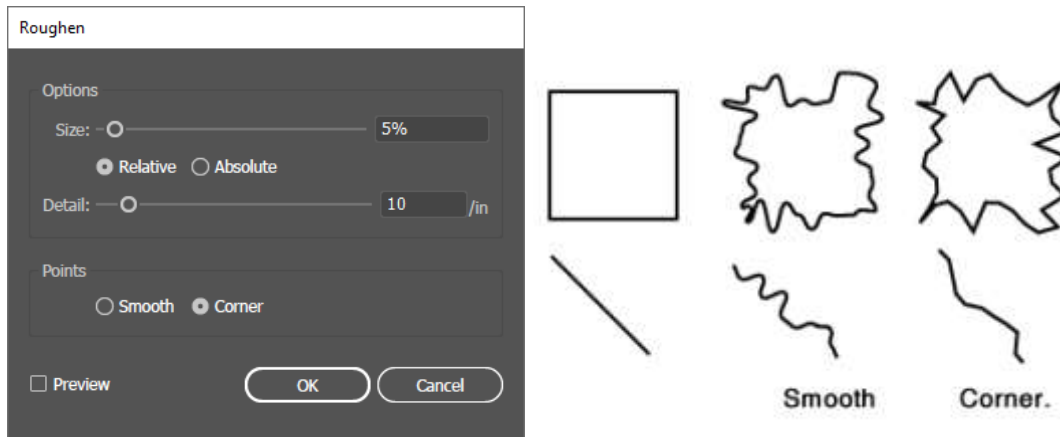 Roughen
Options
Size: 5%
Relative Absolute
Detail: 10 /in
Points
Smooth Corner
Preview OK Cancel
Smooth Corner.